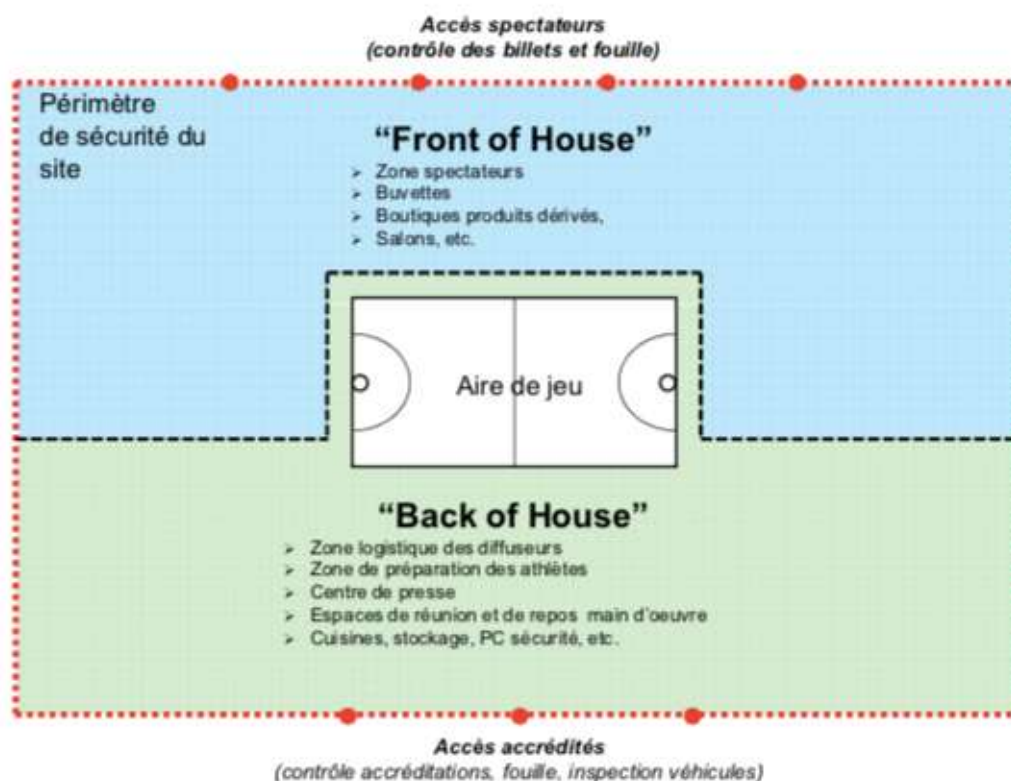 Accès spectateurs
(contrôle des billets et fouille)
Périmètre
de sécurité du
site
“Front of House”
➢ Zone spectateurs
➢ Buvettes
➢ Boutiques produits dérivés,
➢ Salons, etc.
Aire de jeu
“Back of House”
➢ Zone logistique des diffuseurs
➢ Zone de préparation des athlètes
➢ Centre de presse
➢ Espaces de réunion et de repos main d’oeuvre
➢ Cuisines, stockage, PC sécurité, etc.
Accès accrédités
(contrôle accréditations, fouille, inspection véhicules)